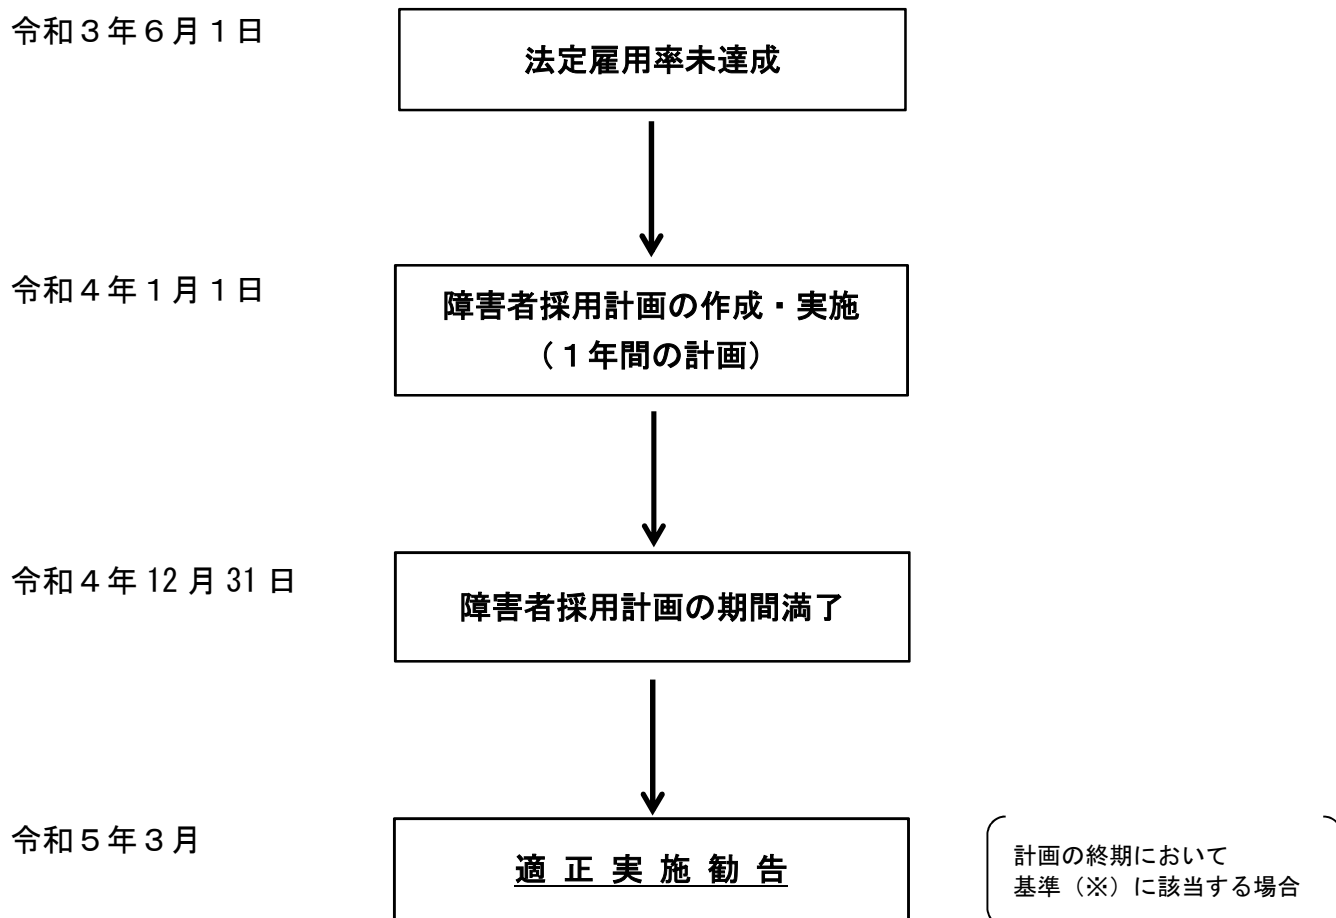 令和３年６月１日
法定雇用率未達成
令和４年１月１日
障害者採用計画の作成・実施
（１年間の計画）
令和４年 12 月 31 日
障害者採用計画の期間満了
令和５年３月
適 正 実 施 勧 告
計画の終期において
基準（※）に該当する場合